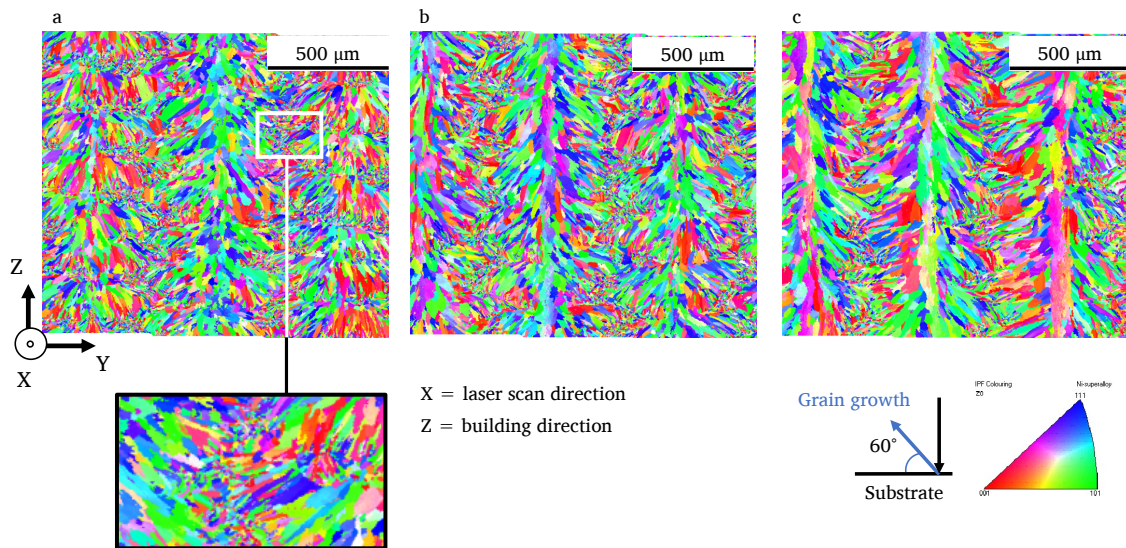 a
b
c
500 μm
500 μm
500 μm
Z
Y
X
X = laser scan direction
Z = building direction
Grain growth
60°
Substrate
IPF Colouring
Z0
Ni-superalloy
111
001
101